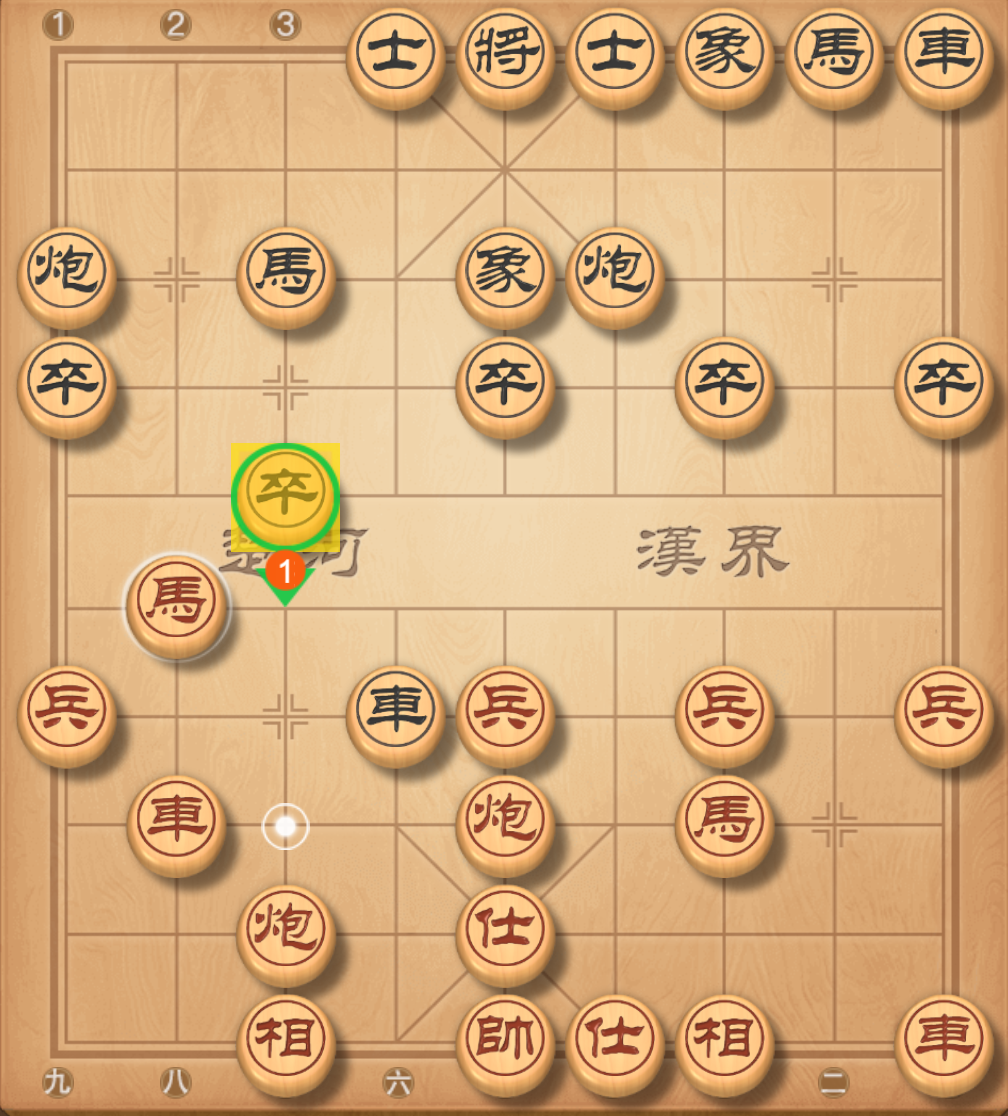 1 2 3
士 將 士 象 馬 車
炮 馬 象 炮
卒 卒 卒 卒
卒
楚河 漢界
1
馬
兵 車 兵 兵 兵
車 炮 馬
炮 仕
相 帥 仕 相 車
九 八 六 二